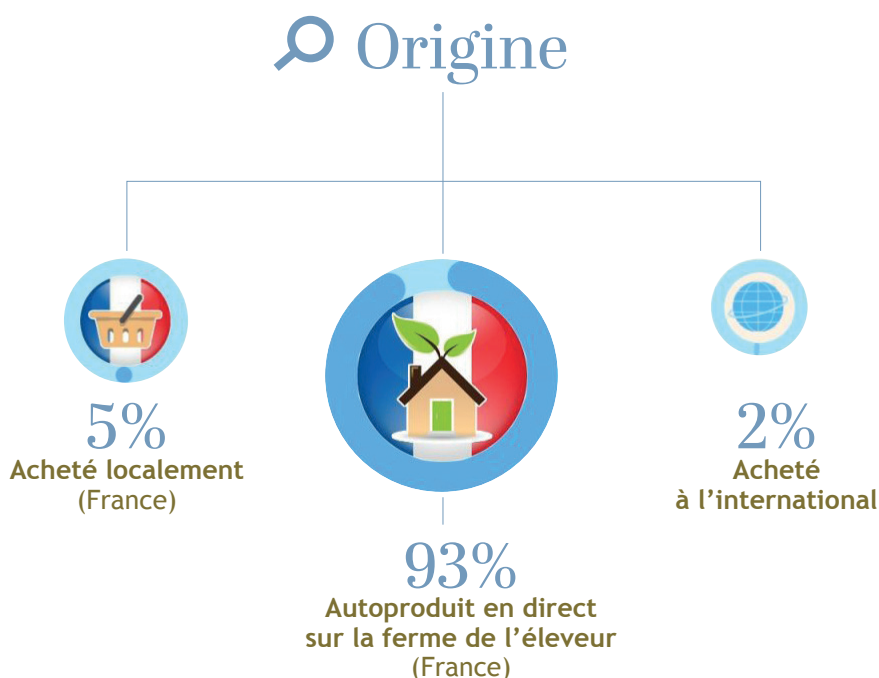 Origine
5%
Acheté localement
(France)
93%
Autoproduit en direct
sur la ferme de l’éleveur
(France)
2%
Acheté
à l’international